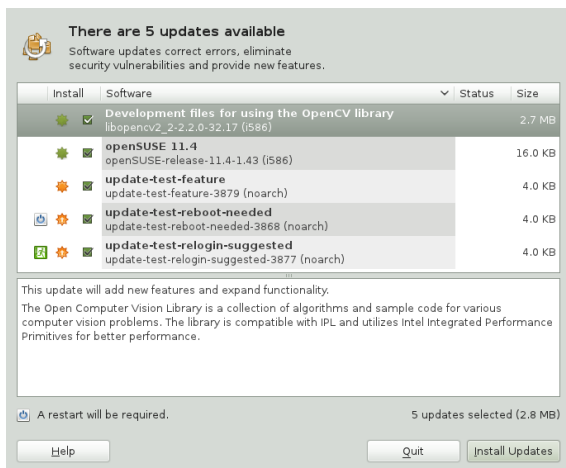 There are 5 updates available
Software updates correct errors, eliminate
security vulnerabilities and provide new features.
Install Software Status Size
Development files for using the OpenCV library
libopencv2_2-2.2.0-32.17 (i586)
2.7 MB
openSUSE 11.4
openSUSE-release-11.4-1.43 (i586)
16.0 KB
update-test-feature
update-test-feature-3879 (noarch)
4.0 KB
update-test-reboot-needed
update-test-reboot-needed-3868 (noarch)
4.0 KB
update-test-relogin-suggested
update-test-relogin-suggested-3877 (noarch)
4.0 KB
This update will add new features and expand functionality.
The Open Computer Vision Library is a collection of algorithms and sample code for various
computer vision problems. The library is compatible with IPL and utilizes Intel Integrated Performance
Primitives for better performance.
A restart will be required. 5 updates selected (2.8 MB)
Help Quit Install Updates